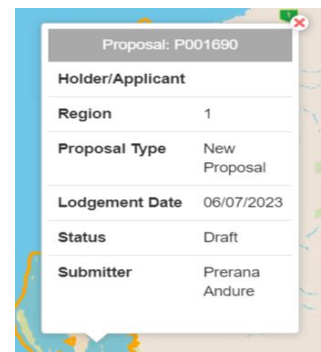 Proposal: P001690
Holder/Applicant
Region 1
Proposal Type New
Proposal
Lodgement Date 06/07/2023
Status Draft
Submitter Prerana
Andure